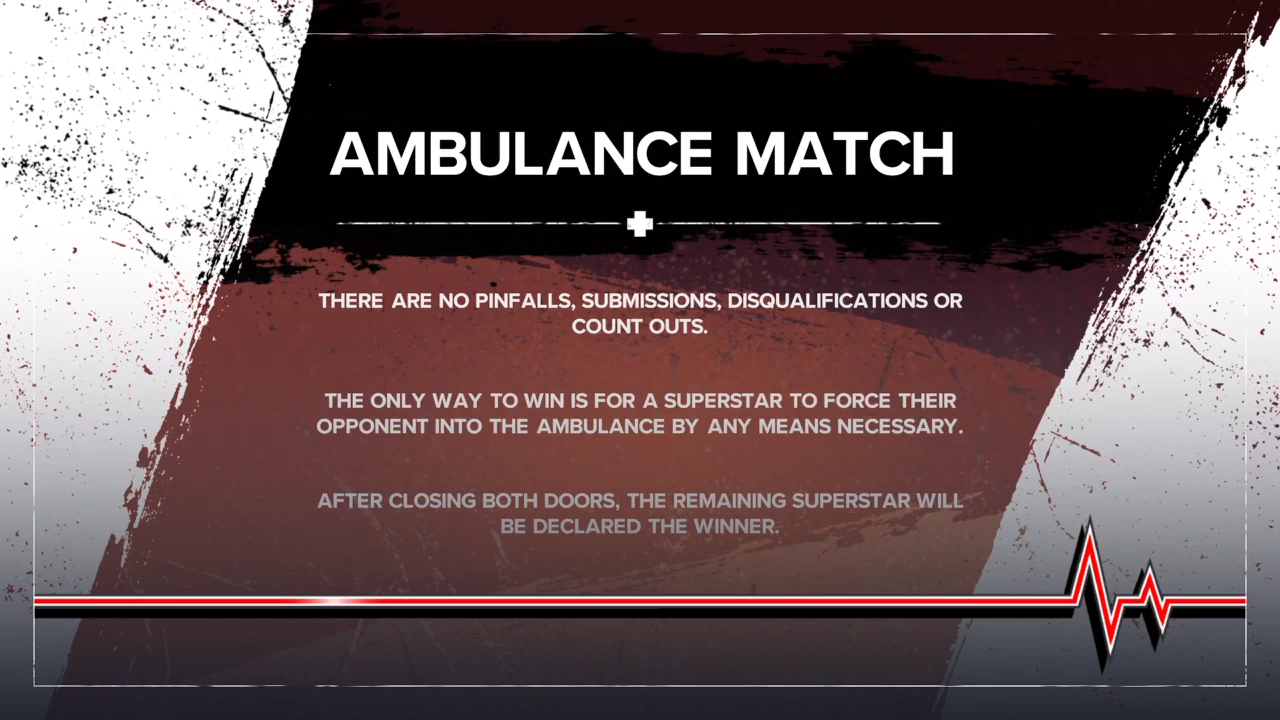 AMBULANCE MATCH
THERE ARE NO PINFALLS, SUBMISSIONS, DISQUALIFICATIONS OR
COUNT OUTS.
THE ONLY WAY TO WIN IS FOR A SUPERSTAR TO FORCE THEIR
OPPONENT INTO THE AMBULANCE BY ANY MEANS NECESSARY.
AFTER CLOSING BOTH DOORS, THE REMAINING SUPERSTAR WILL
BE DECLARED THE WINNER.